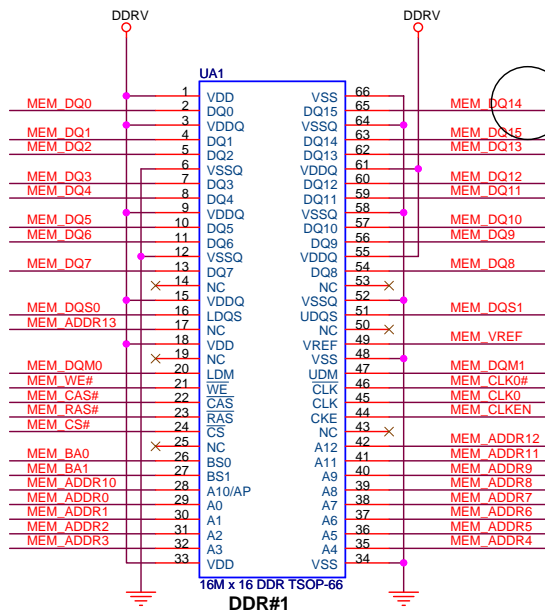 DDRV DDRV
UA1
1 VDD VSS 66
MEM_DQ0 2 DQ0 DQ15 65 MEM_DQ14
3 VDDQ VSSQ 64
MEM_DQ1 4 DQ1 DQ14 63 MEM_DQ15
MEM_DQ2 5 DQ2 DQ13 62 MEM_DQ13
6 VSSQ VDDQ 61
MEM_DQ3 7 DQ3 DQ12 60 MEM_DQ12
MEM_DQ4 8 DQ4 DQ11 59 MEM_DQ11
9 VDDQ VSSQ 58
MEM_DQ5 10 DQ5 DQ10 57 MEM_DQ10
MEM_DQ6 11 DQ6 DQ9 56 MEM_DQ9
12 VSSQ VDDQ 55
MEM_DQ7 13 DQ7 DQ8 54 MEM_DQ8
14 NC NC 53
15 VDDQ VSSQ 52
MEM_DQS0 16 LDQS UDQS 51 MEM_DQS1
MEM_ADDR13 17 NC NC 50
18 VDD VREF 49 MEM_VREF
19 NC VSS 48
MEM_DQM0 20 LDM UDM 47 MEM_DQM1
MEM_WE# 21 WE CLK 46 MEM_CLK0#
MEM_CAS# 22 CAS CLK 45 MEM_CLK0
MEM_RAS# 23 RAS CKE 44 MEM_CLKEN
MEM_CS# 24 CS NC 43
25 NC A12 42 MEM_ADDR12
MEM_BA0 26 BS0 A11 41 MEM_ADDR11
MEM_BA1 27 BS1 A9 40 MEM_ADDR9
MEM_ADDR10 28 A10/AP A8 39 MEM_ADDR8
MEM_ADDR0 29 A0 A7 38 MEM_ADDR7
MEM_ADDR1 30 A1 A6 37 MEM_ADDR6
MEM_ADDR2 31 A2 A5 36 MEM_ADDR5
MEM_ADDR3 32 A3 A4 35 MEM_ADDR4
33 VDD VSS 34
16M x 16 DDR TSOP-66
DDR#1